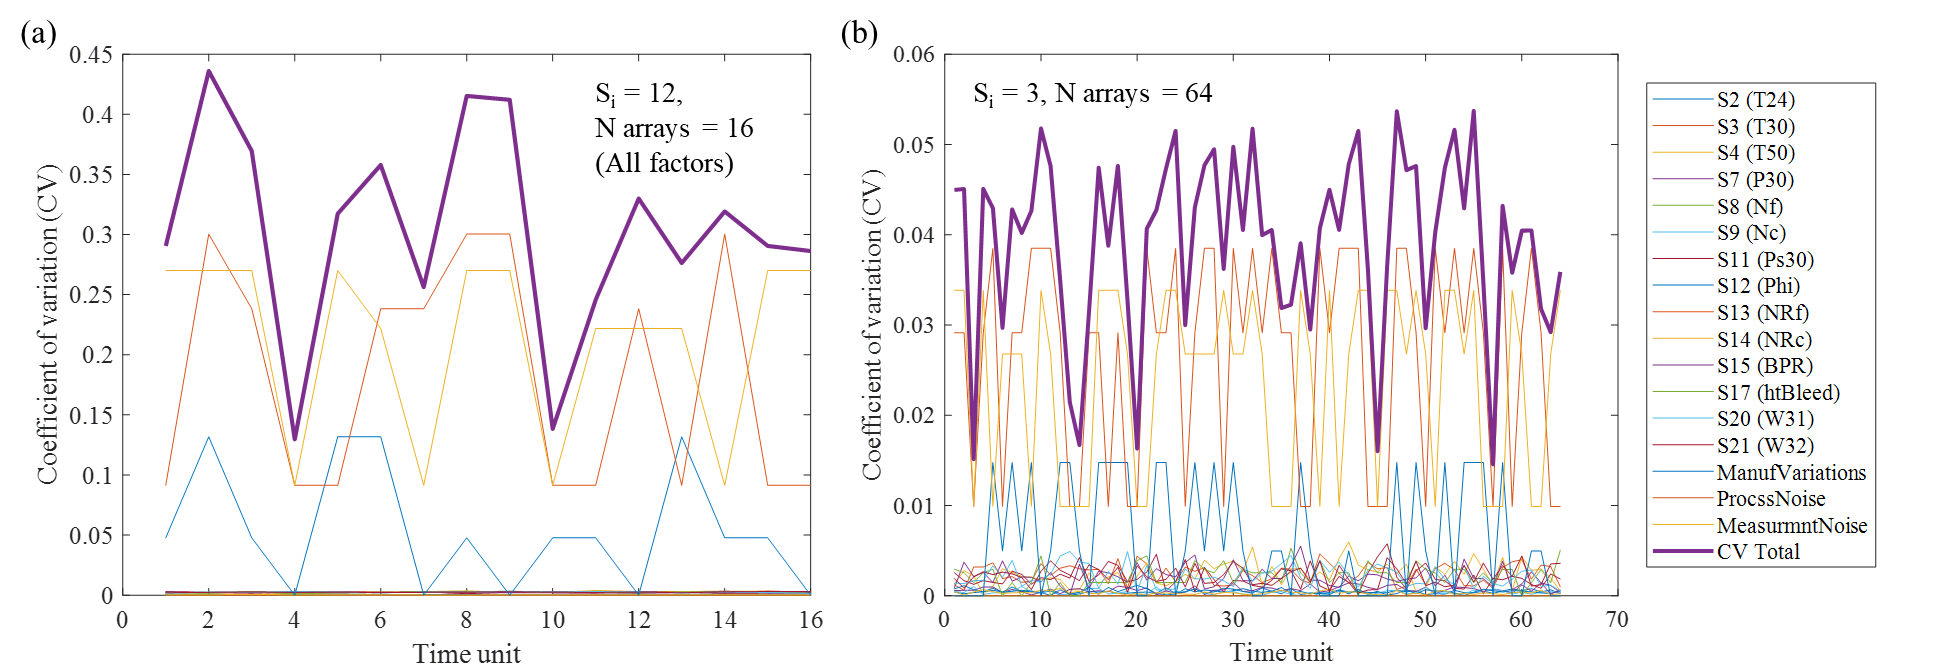 (a)
0.45
0.4
0.35
0.3
0.25
0.2
0.15
0.1
0.05
0
Coefficient of variation (CV)
S_i = 12,
N arrays = 16
(All factors)
0 2 4 6 8 10 12 14 16
Time unit
(b)
0.06
0.05
0.04
0.03
0.02
0.01
0
Coefficient of variation (CV)
S_i = 3, N arrays = 64
0 10 20 30 40 50 60 70
Time unit
S2 (T24)
S3 (T30)
S4 (T50)
S7 (P30)
S8 (Nf)
S9 (Nc)
S11 (Ps30)
S12 (Phi)
S13 (NRf)
S14 (NRc)
S15 (BPR)
S17 (htBleed)
S20 (W31)
S21 (W32)
ManufVariations
ProcssNoise
MeasurmntNoise
CV Total